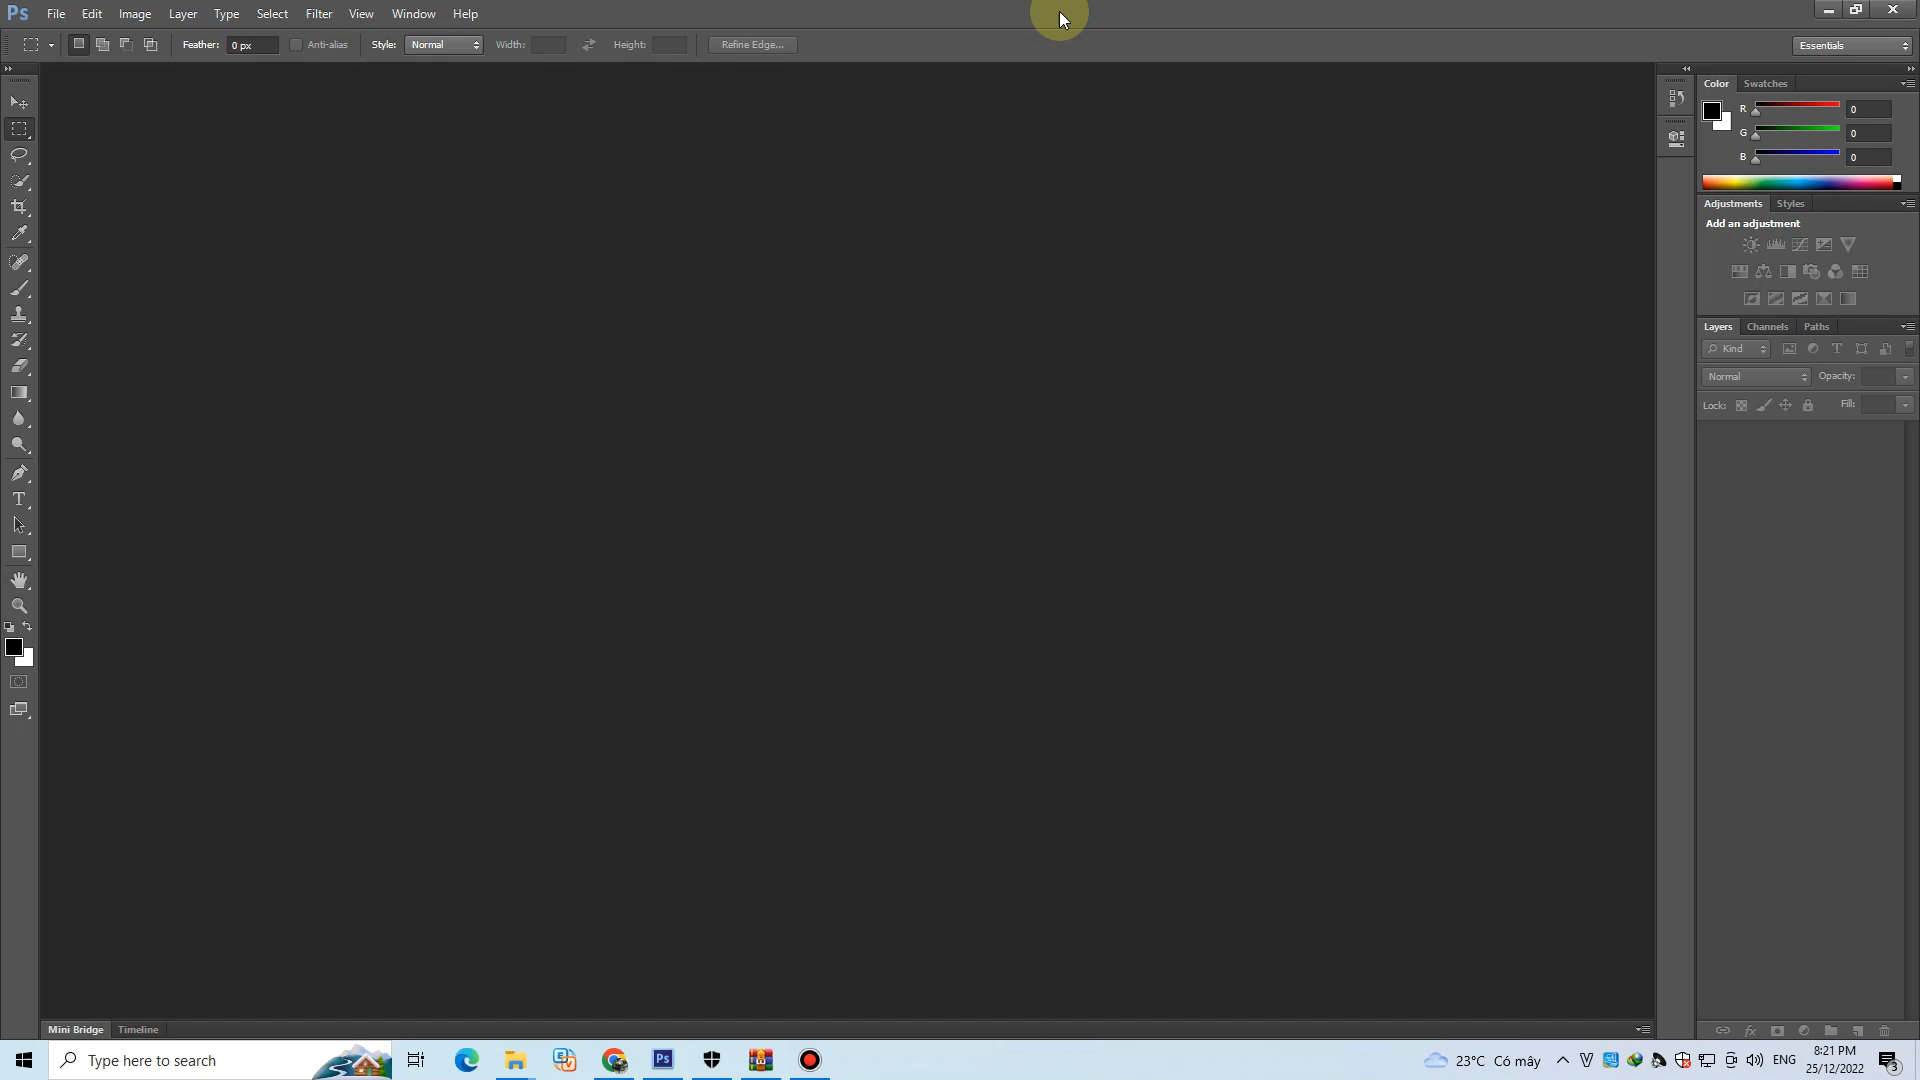 Ps File Edit Image Layer Type Select Filter View Window Help
Feather: 0 px Anti-alias Style: Normal Width: Height: Refine Edge... Essentials
Color Swatches
R 0
G 0
B 0
Adjustments Styles
Add an adjustment
Layers Channels Paths
Kind T
Normal Opacity:
Lock: Fill:
T
fx
Mini Bridge Timeline
Type here to search Ps 23°C Có mây V ENG 8:21 PM
25/12/2022 3